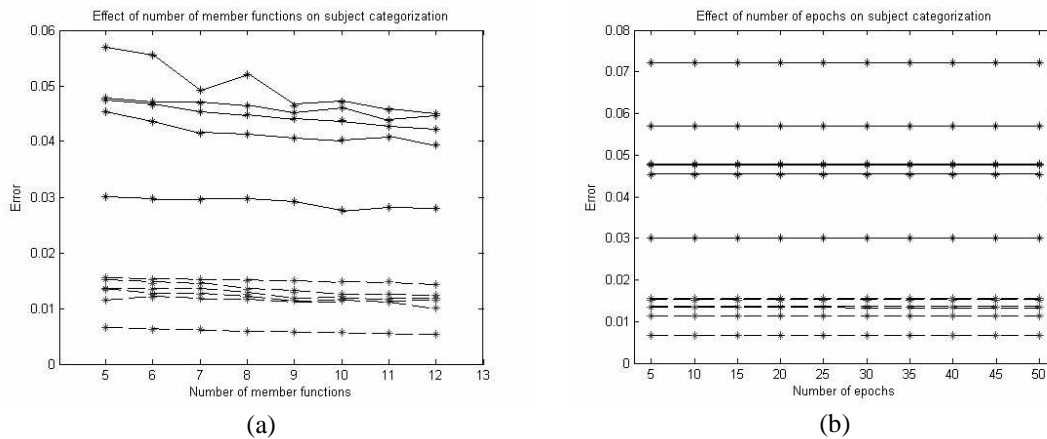 Effect of number of member functions on subject categorization
0.06
0.05
0.04
0.03
0.02
0.01
0
Error
5 6 7 8 9 10 11 12 13
Number of member functions
(a)
Effect of number of epochs on subject categorization
0.08
0.07
0.06
0.05
0.04
0.03
0.02
0.01
0
Error
5 10 15 20 25 30 35 40 45 50
Number of epochs
(b)